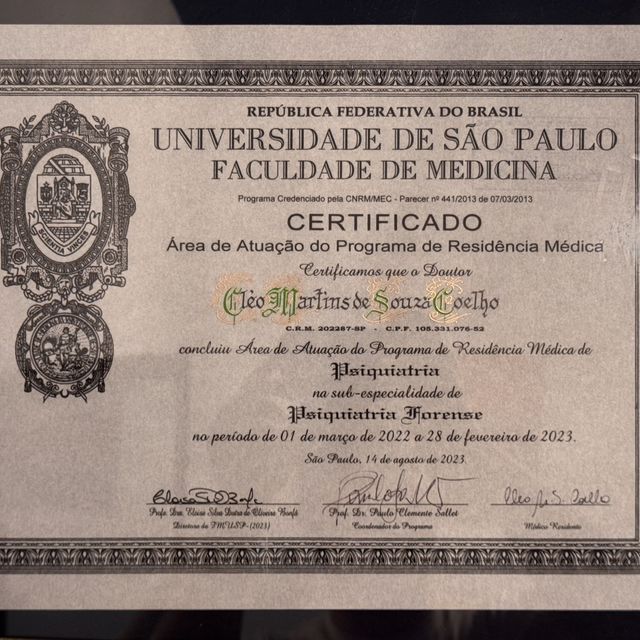 REPÚBLICA FEDERATIVA DO BRASIL
UNIVERSIDADE DE SÃO PAULO
FACULDADE DE MEDICINA
Programa Credenciado pela CNRM/MEC - Parecer nº 441/2013 de 07/03/2013
CERTIFICADO
Área de Atuação do Programa de Residência Médica
Certificamos que o Doutor
Cléo Martins de Souza Coelho
C.R.M. 202287-SP - C.P.F. 105.331.076-52
concluiu Área de Atuação do Programa de Residência Médica de
Psiquiatria
na sub-especialidade de
Psiquiatria Forense
no período de 01 de março de 2022 a 28 de fevereiro de 2023.
São Paulo, 14 de agosto de 2023.
SCIENTIA VINCES
Prof. Dra. Eloisa Silva Dutra de Oliveira Bonfá
Diretora da FMUSP-(2023)
Prof. Dr. Paulo Clemente Sallet
Coordenador do Programa
Cléo M. S. Coelho
Médico Residente